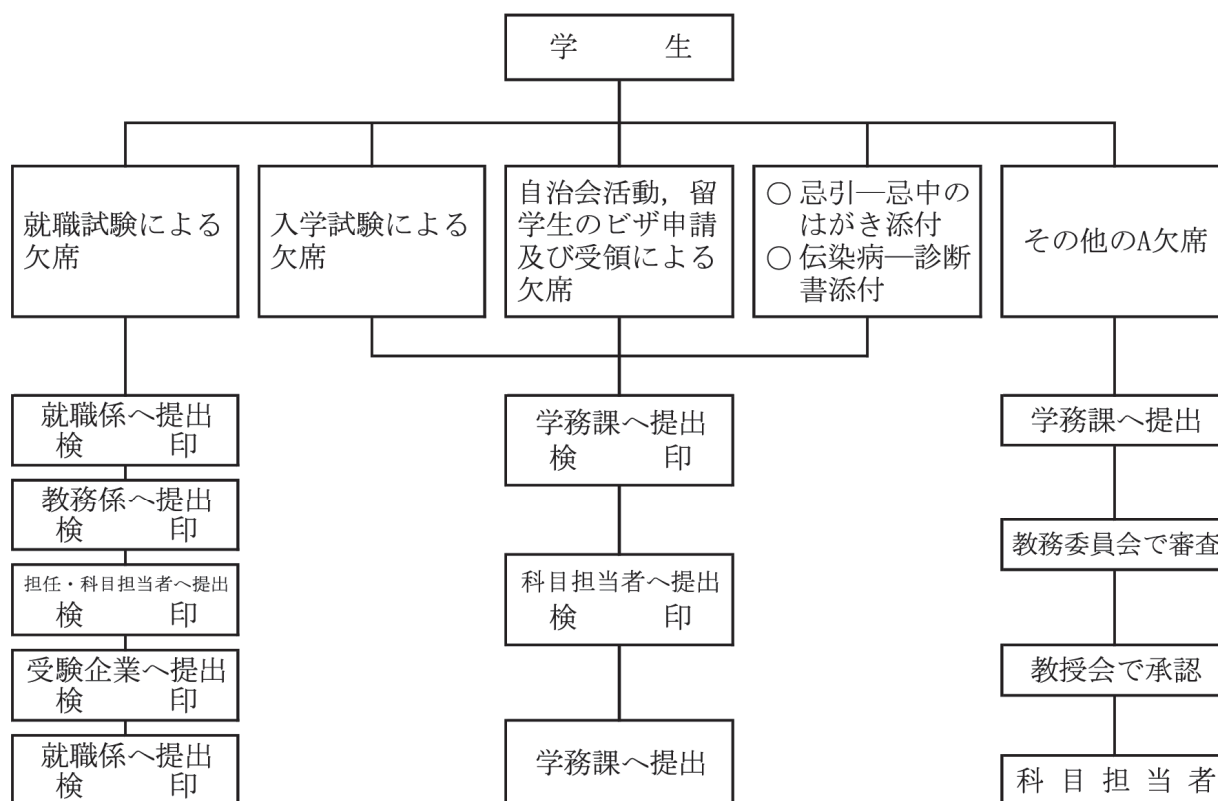 学 生
就職試験による
欠席
入学試験による
欠席
自治会活動，留
学生のビザ申請
及び受領による
欠席
○ 忌引―忌中の
はがき添付
○ 伝染病―診断
書添付
その他のA欠席
就職係へ提出
検 印
教務係へ提出
検 印
担任・科目担当者へ提出
検 印
受験企業へ提出
検 印
就職係へ提出
検 印
学務課へ提出
検 印
科目担当者へ提出
検 印
学務課へ提出
学務課へ提出
教務委員会で審査
教授会で承認
科 目 担 当 者